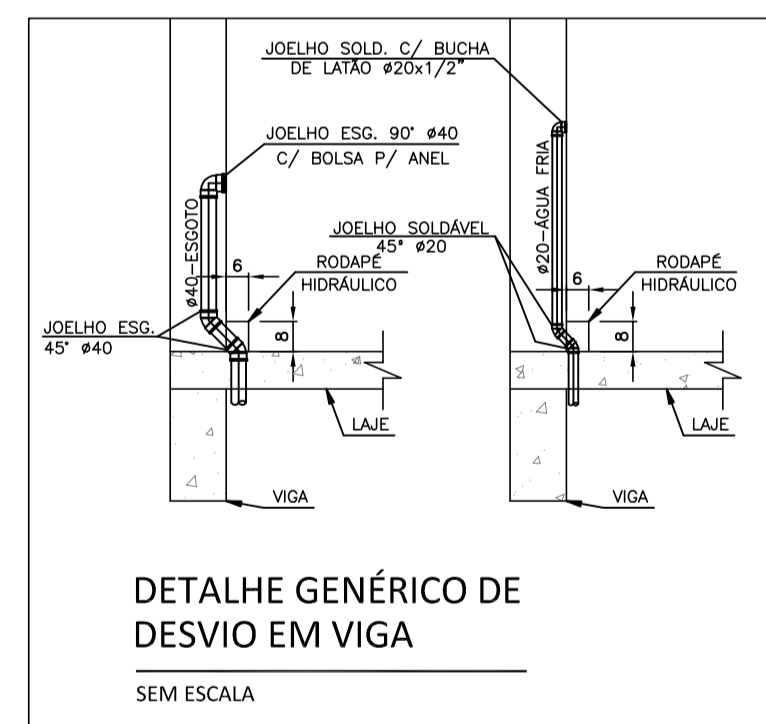 JOELHO SOLD. C/ BUCHA
DE LATÃO ø20x1/2"
JOELHO ESG. 90° ø40
C/ BOLSA P/ ANEL
ø40-ESGOTO
6
RODAPÉ
HIDRÁULICO
JOELHO ESG.
45° ø40
8
LAJE
VIGA
JOELHO SOLDÁVEL
45° ø20
ø20-ÁGUA FRIA
6
RODAPÉ
HIDRÁULICO
8
LAJE
VIGA
DETALHE GENÉRICO DE
DESVIO EM VIGA
SEM ESCALA